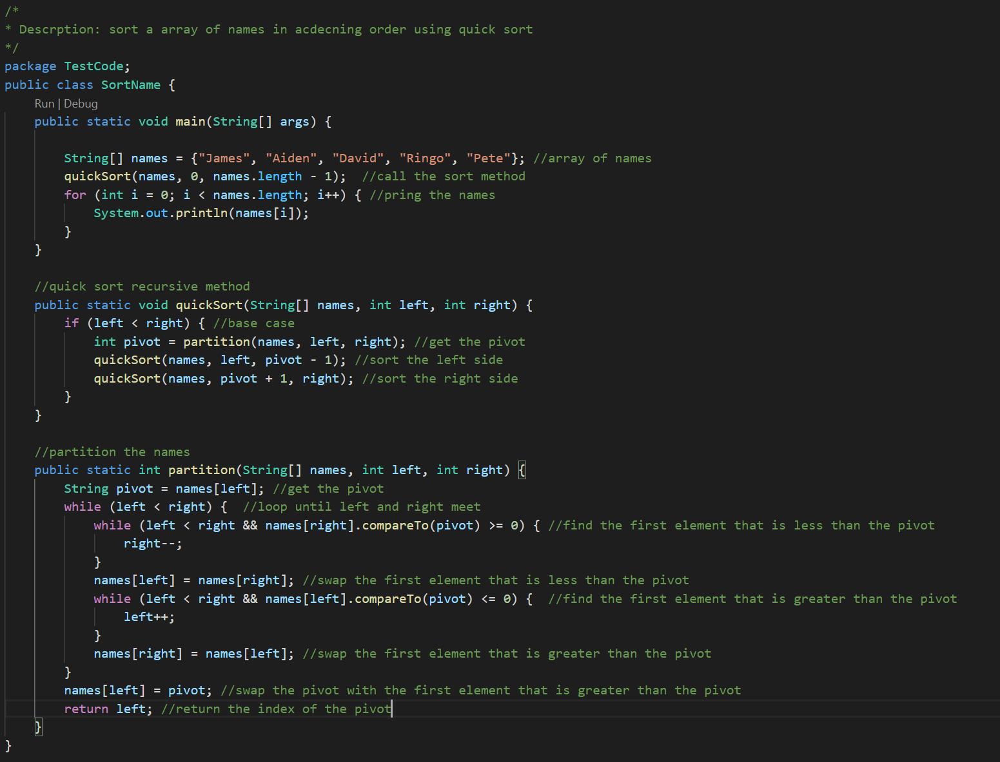 /*
* Descrption: sort a array of names in acdecning order using quick sort
*/
package TestCode;
public class SortName {
Run | Debug
public static void main(String[] args) {
String[] names = {"James", "Aiden", "David", "Ringo", "Pete"}; //array of names
quickSort(names, 0, names.length - 1);  //call the sort method
for (int i = 0; i < names.length; i++) { //pring the names
System.out.println(names[i]);
}
}
//quick sort recursive method
public static void quickSort(String[] names, int left, int right) {
if (left < right) { //base case
int pivot = partition(names, left, right); //get the pivot
quickSort(names, left, pivot - 1); //sort the left side
quickSort(names, pivot + 1, right); //sort the right side
}
}
//partition the names
public static int partition(String[] names, int left, int right) {
String pivot = names[left]; //get the pivot
while (left < right) {  //loop until left and right meet
while (left < right && names[right].compareTo(pivot) >= 0) { //find the first element that is less than the pivot
right--;
}
names[left] = names[right]; //swap the first element that is less than the pivot
while (left < right && names[left].compareTo(pivot) <= 0) {  //find the first element that is greater than the pivot
left++;
}
names[right] = names[left]; //swap the first element that is greater than the pivot
}
names[left] = pivot; //swap the pivot with the first element that is greater than the pivot
return left; //return the index of the pivot
}
}